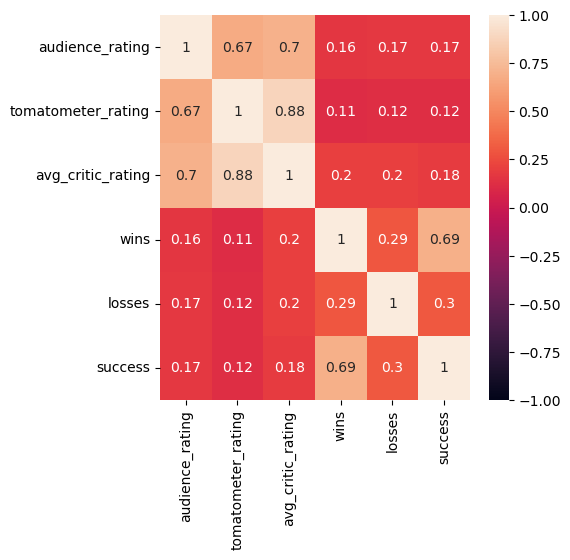 audience_rating 1 0.67 0.7 0.16 0.17 0.17
tomatometer_rating 0.67 1 0.88 0.11 0.12 0.12
avg_critic_rating 0.7 0.88 1 0.2 0.2 0.18
wins 0.16 0.11 0.2 1 0.29 0.69
losses 0.17 0.12 0.2 0.29 1 0.3
success 0.17 0.12 0.18 0.69 0.3 1
audience_rating
tomatometer_rating
avg_critic_rating
wins
losses
success
1.00
0.75
0.50
0.25
0.00
−0.25
−0.50
−0.75
−1.00